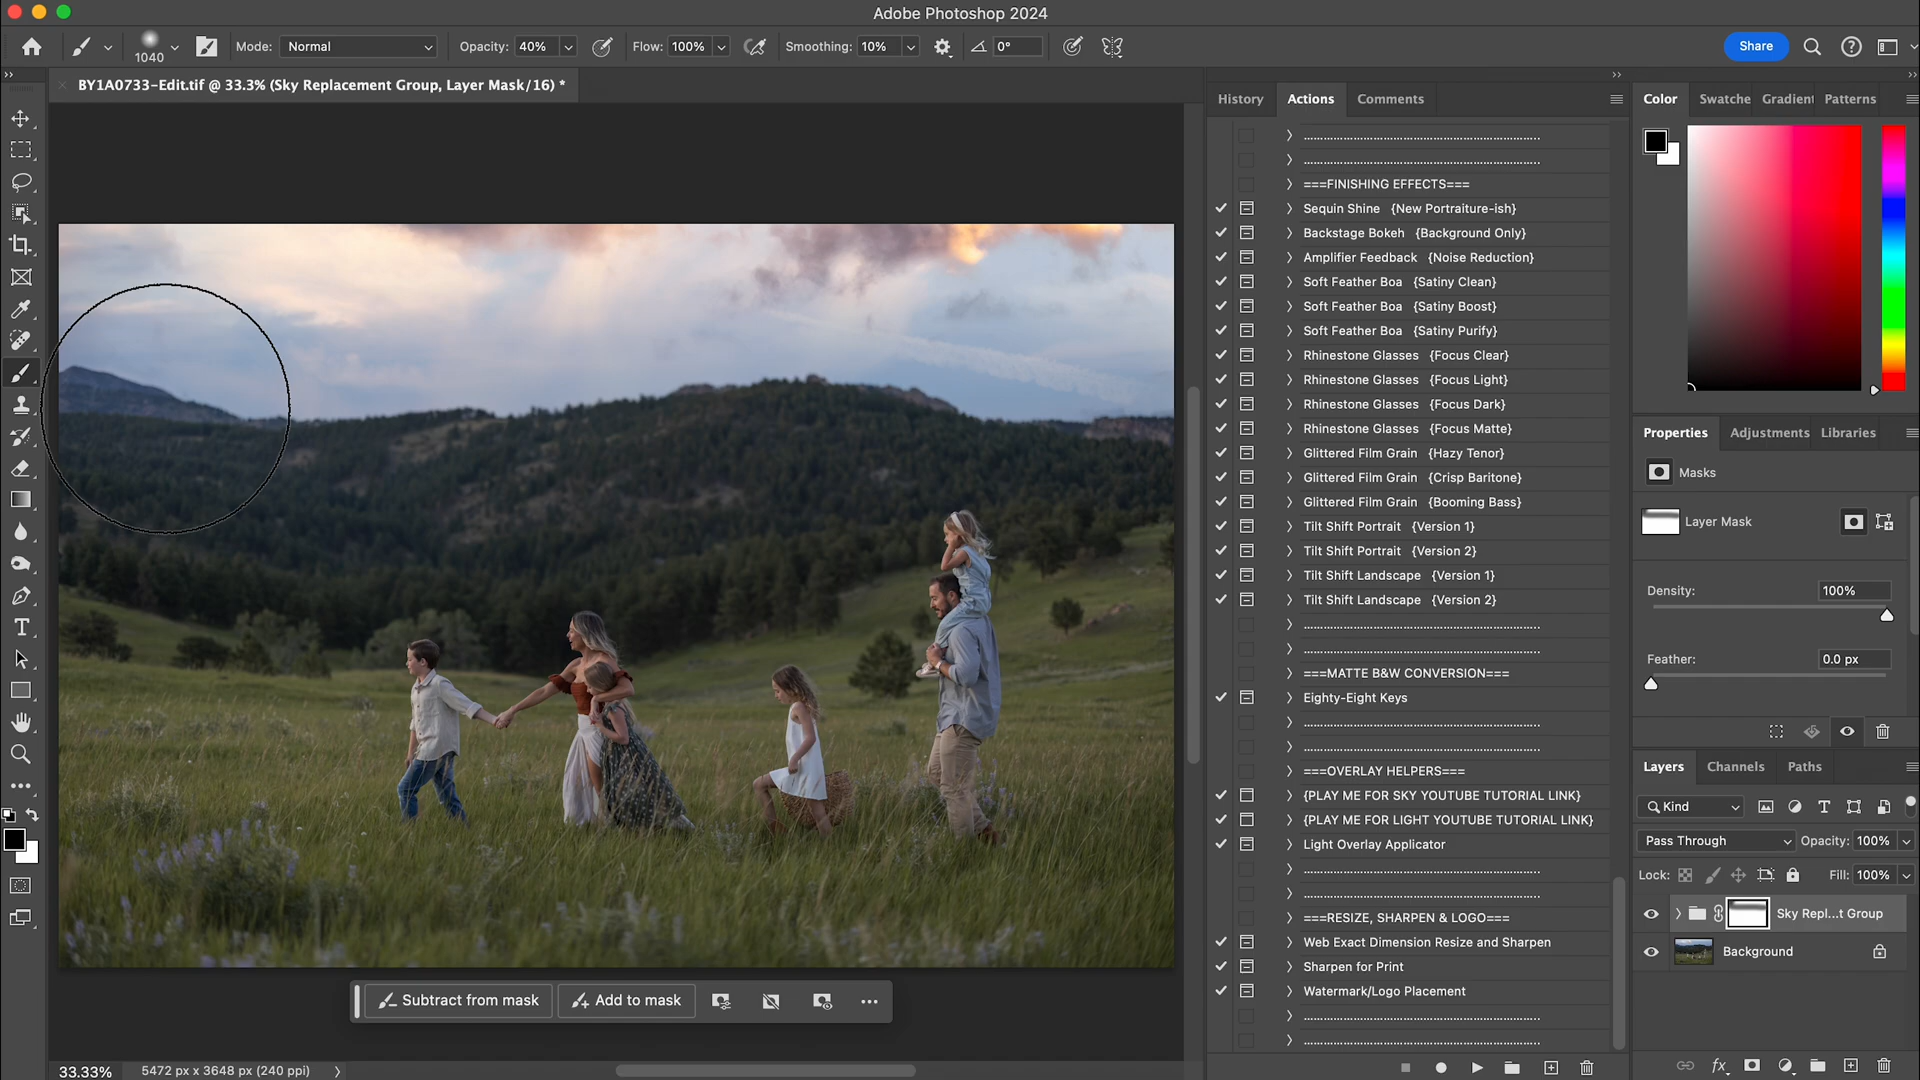 Adobe Photoshop 2024
1040
Mode: Normal
Opacity: 40%
Flow: 100%
Smoothing: 10%
0°
Share
BY1A0733-Edit.tif @ 33.3% (Sky Replacement Group, Layer Mask/16) *
History Actions Comments
===FINISHING EFFECTS===
Sequin Shine {New Portraiture-ish}
Backstage Bokeh {Background Only}
Amplifier Feedback {Noise Reduction}
Soft Feather Boa {Satiny Clean}
Soft Feather Boa {Satiny Boost}
Soft Feather Boa {Satiny Purify}
Rhinestone Glasses {Focus Clear}
Rhinestone Glasses {Focus Light}
Rhinestone Glasses {Focus Dark}
Rhinestone Glasses {Focus Matte}
Glittered Film Grain {Hazy Tenor}
Glittered Film Grain {Crisp Baritone}
Glittered Film Grain {Booming Bass}
Tilt Shift Portrait {Version 1}
Tilt Shift Portrait {Version 2}
Tilt Shift Landscape {Version 1}
Tilt Shift Landscape {Version 2}
===MATTE B&W CONVERSION===
Eighty-Eight Keys
===OVERLAY HELPERS===
{PLAY ME FOR SKY YOUTUBE TUTORIAL LINK}
{PLAY ME FOR LIGHT YOUTUBE TUTORIAL LINK}
Light Overlay Applicator
===RESIZE, SHARPEN & LOGO===
Web Exact Dimension Resize and Sharpen
Sharpen for Print
Watermark/Logo Placement
Color Swatche Gradient Patterns
Properties Adjustments Libraries
Masks
Layer Mask
Density: 100%
Feather: 0.0 px
Layers Channels Paths
Kind
Pass Through Opacity: 100%
Lock: Fill: 100%
Sky Repl...t Group
Background
Subtract from mask
Add to mask
33.33% 5472 px x 3648 px (240 ppi)